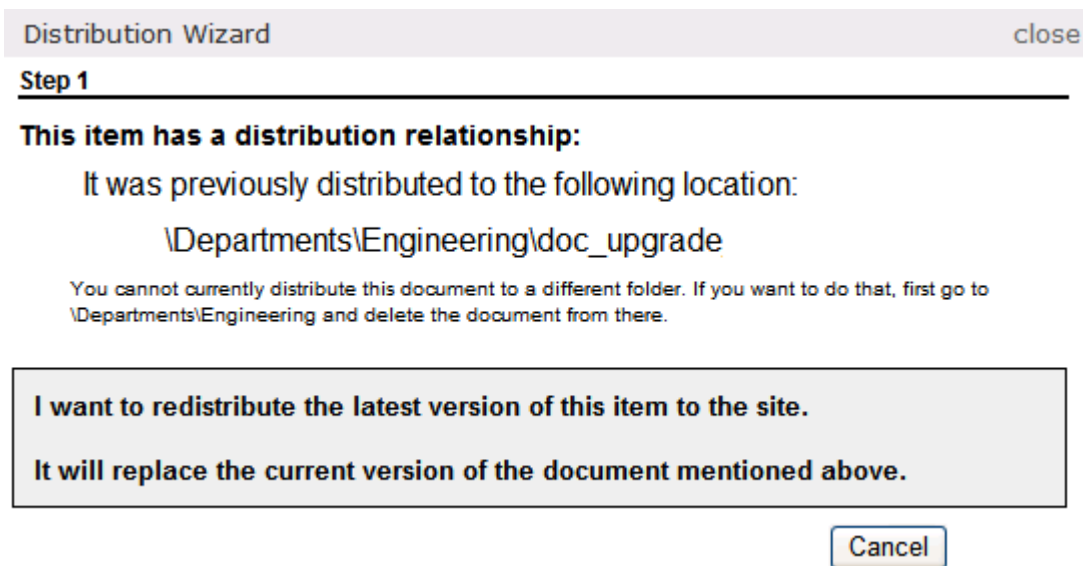 Distribution Wizard close
Step 1
This item has a distribution relationship:
It was previously distributed to the following location:
\Departments\Engineering\doc_upgrade
You cannot currently distribute this document to a different folder. If you want to do that, first go to
\Departments\Engineering and delete the document from there.
I want to redistribute the latest version of this item to the site.
It will replace the current version of the document mentioned above.
Cancel